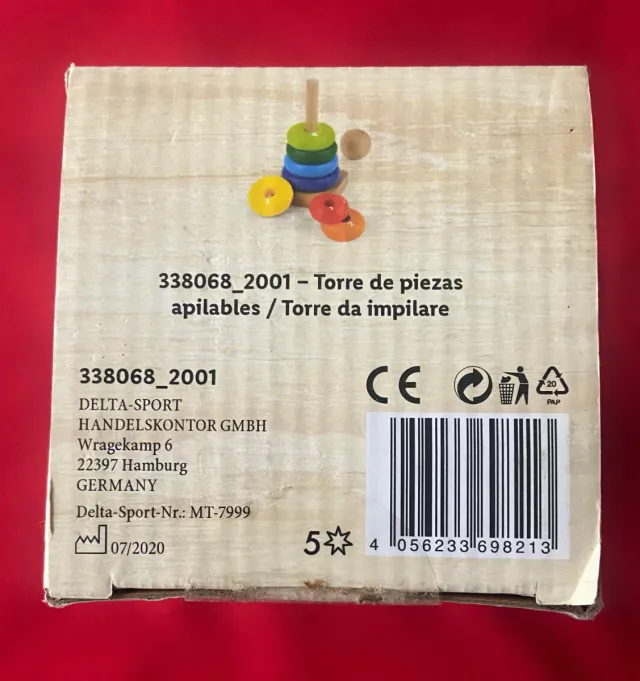 338068_2001 – Torre de piezas
apilables / Torre da impilare
338068_2001
DELTA-SPORT
HANDELSKONTOR GMBH
Wragekamp 6
22397 Hamburg
GERMANY
Delta-Sport-Nr.: MT-7999
07/2020
5
CE
20
PAP
4 056233 698213